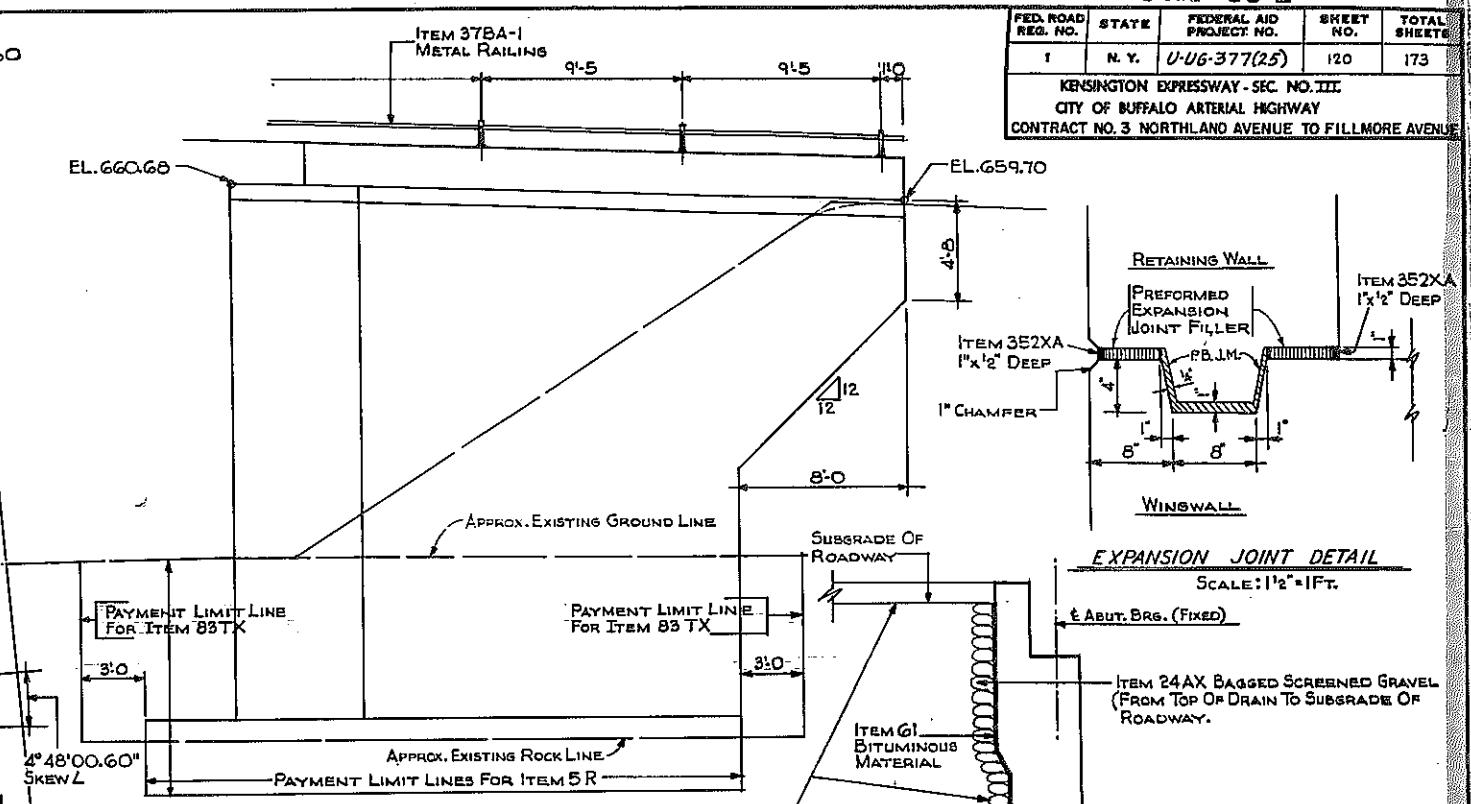 FED. ROAD REG. NO.
STATE
FEDERAL AID PROJECT NO.
SHEET NO.
TOTAL SHEETS
1
N. Y.
U-UG-377(25)
120
173
KENSINGTON EXPRESSWAY - SEC. NO. III
CITY OF BUFFALO ARTERIAL HIGHWAY
CONTRACT NO. 3 NORTHLAND AVENUE TO FILLMORE AVENUE
ITEM 37BA-1
METAL RAILING
9'-5
9'-5
1'-0
EL. 660.68
EL. 659.70
4'-8
12
12
8'-0
APPROX. EXISTING GROUND LINE
PAYMENT LIMIT LINE
FOR ITEM 83TX
PAYMENT LIMIT LINE
FOR ITEM 83 TX
3'-0
3'-0
4°48'00.60"
SKEW ∠
APPROX. EXISTING ROCK LINE
PAYMENT LIMIT LINES FOR ITEM 5R
RETAINING WALL
PREFORMED
EXPANSION
JOINT FILLER
ITEM 352XA
1"x½" DEEP
ITEM 352XA
1"x½" DEEP
P.B.J.M.
1"
4"
1" CHAMFER
1"
1"
8"
8"
WINGWALL
EXPANSION JOINT DETAIL
SCALE: 1½"=1FT.
SUBGRADE OF
ROADWAY
℄ ABUT. BRG. (FIXED)
ITEM 24AX BAGGED SCREENED GRAVEL
(FROM TOP OF DRAIN TO SUBGRADE OF
ROADWAY.
ITEM 61
BITUMINOUS
MATERIAL